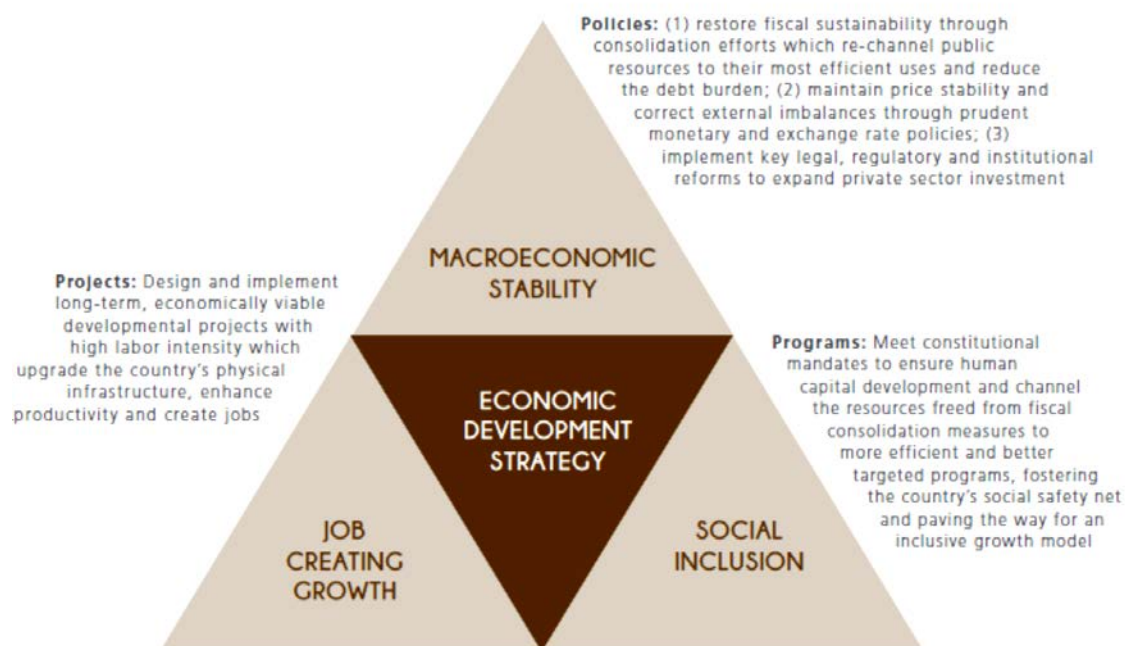 Policies: (1) restore fiscal sustainability through
consolidation efforts which re-channel public
resources to their most efficient uses and reduce
the debt burden; (2) maintain price stability and
correct external imbalances through prudent
monetary and exchange rate policies; (3)
implement key legal, regulatory and institutional
reforms to expand private sector investment
MACROECONOMIC
STABILITY
Projects: Design and implement
long-term, economically viable
developmental projects with
high labor intensity which
upgrade the country's physical
infrastructure, enhance
productivity and create jobs
Programs: Meet constitutional
mandates to ensure human
capital development and channel
the resources freed from fiscal
consolidation measures to
more efficient and better
targeted programs, fostering
the country's social safety net
and paving the way for an
inclusive growth model
ECONOMIC
DEVELOPMENT
STRATEGY
JOB
CREATING
GROWTH
SOCIAL
INCLUSION